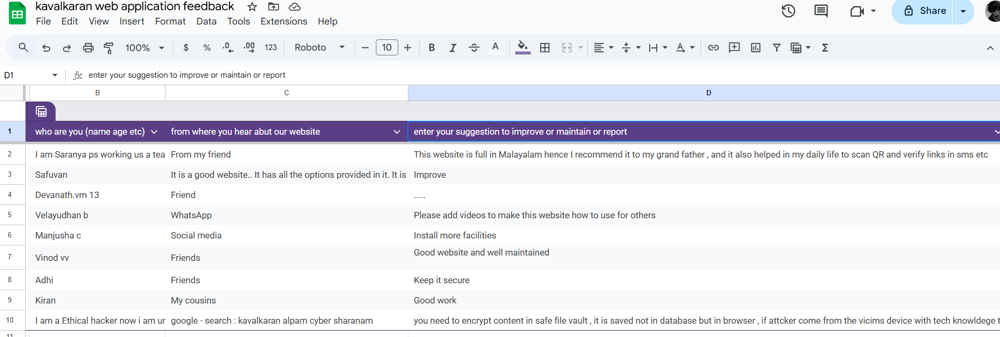 kavalkaran web application feedback
File Edit View Insert Format Data Tools Extensions Help
Share
100% $ % .0 .00 123 Roboto 10 B I A Σ
D1 fx enter your suggestion to improve or maintain or report
B C D
1 who are you (name age etc) from where you hear abut our website enter your suggestion to improve or maintain or report
2 I am Saranya ps working us a tea From my friend This website is full in Malayalam hence I recommend it to my grand father , and it also helped in my daily life to scan QR and verify links in sms etc
3 Safuvan It is a good website.. It has all the options provided in it. It is Improve
4 Devanath.vm 13 Friend .....
5 Velayudhan b WhatsApp Please add videos to make this website how to use for others
6 Manjusha c Social media Install more facilities
7 Vinod vv Friends Good website and well maintained
8 Adhi Friends Keep it secure
9 Kiran My cousins Good work
10 I am a Ethical hacker now i am ur google - search : kavalkaran alpam cyber sharanam you need to encrypt content in safe file vault , it is saved not in database but in browser , if attcker come from the vicims device with tech knowldege t
11